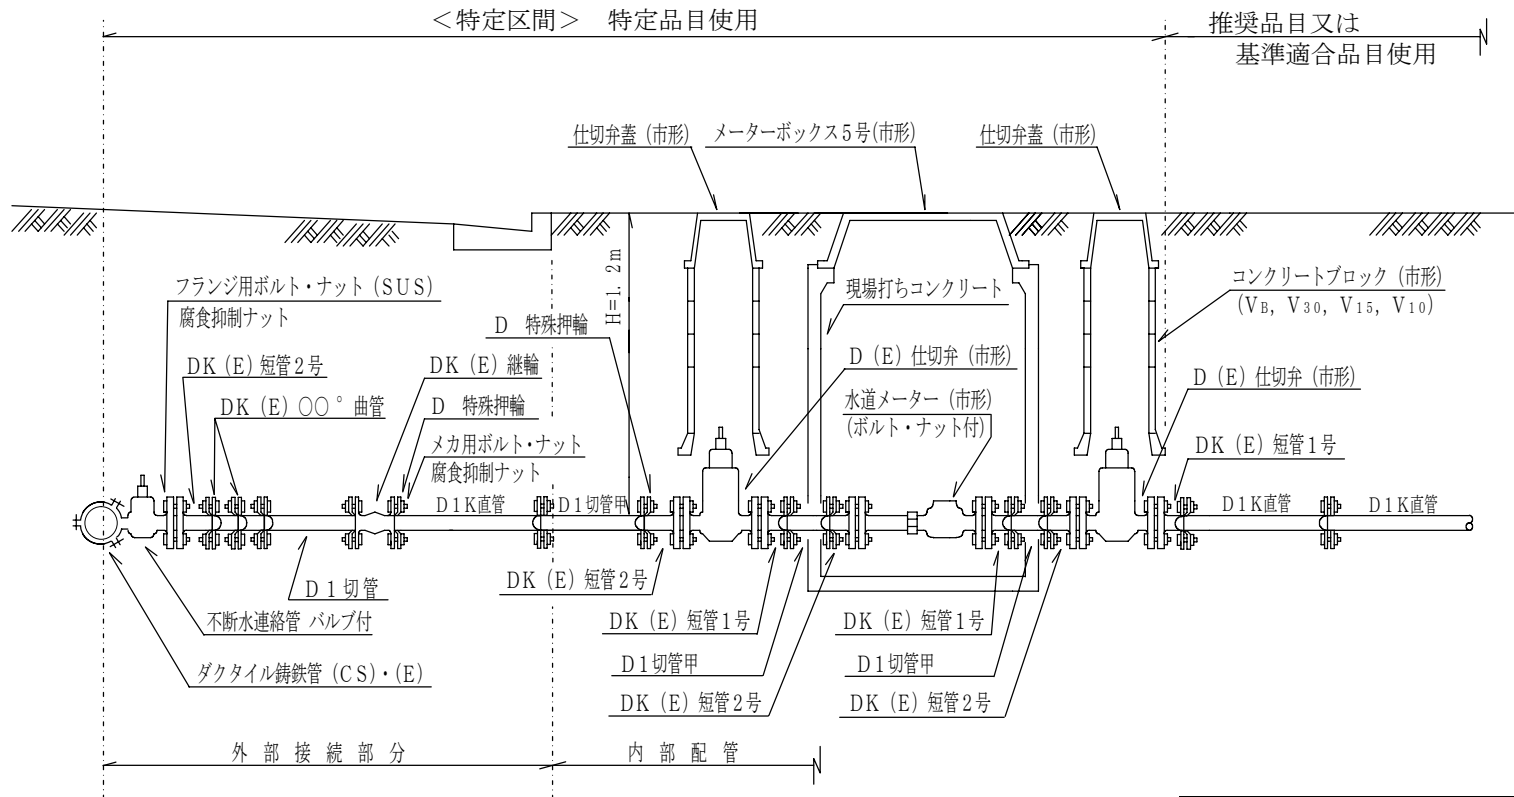 ＜特定区間＞　特定品目使用
推奨品目又は
基準適合品目使用
仕切弁蓋 (市形)
メーターボックス５号(市形)
仕切弁蓋 (市形)
フランジ用ボルト・ナット (ＳＵＳ)
腐食抑制ナット
Ｈ＝１．２ｍ
現場打ちコンクリート
コンクリートブロック (市形)
(ＶB, Ｖ30, Ｖ15, Ｖ10)
Ｄ　特殊押輪
ＤＫ (Ｅ) 短管２号
ＤＫ (Ｅ) 継輪
Ｄ (Ｅ) 仕切弁 (市形)
Ｄ (Ｅ) 仕切弁 (市形)
ＤＫ (Ｅ) 〇〇°曲管
Ｄ　特殊押輪
水道メーター (市形)
(ボルト・ナット付)
メカ用ボルト・ナット
腐食抑制ナット
ＤＫ (Ｅ) 短管１号
Ｄ１Ｋ直管
Ｄ１切管甲
Ｄ１Ｋ直管
Ｄ１Ｋ直管
Ｄ１切管
ＤＫ (Ｅ) 短管２号
不断水連絡管 バルブ付
ＤＫ (Ｅ) 短管１号
ＤＫ (Ｅ) 短管１号
ダクタイル鋳鉄管 (ＣＳ)・(Ｅ)
Ｄ１切管甲
Ｄ１切管甲
ＤＫ (Ｅ) 短管２号
ＤＫ (Ｅ) 短管２号
外部接続部分
内部配管